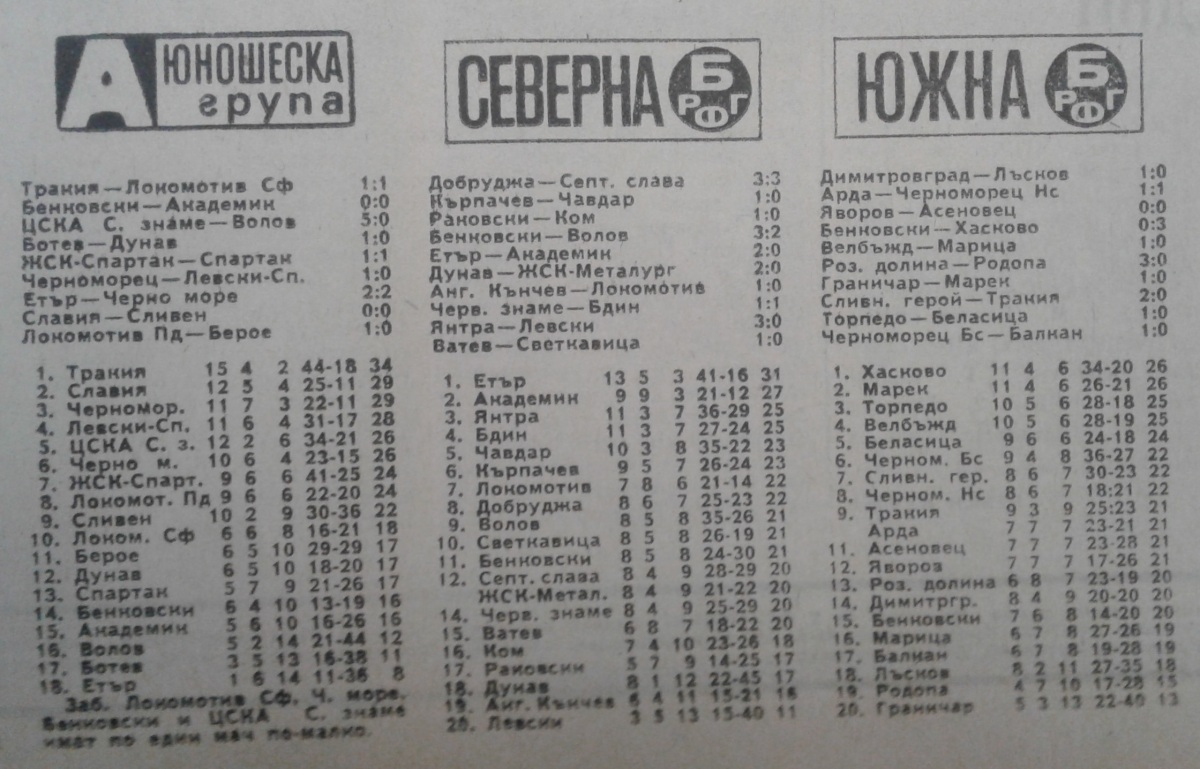 А ЮНОШЕСКА
група
Тракия—Локомотив Сф 1:1
Бенковски—Академик 0:0
ЦСКА С. знаме—Волов 5:0
Ботев—Дунав 1:0
ЖСК-Спартак—Спартак 1:1
Черноморец—Левски-Сп. 1:0
Етър—Черно море 2:2
Славия—Сливен 0:0
Локомотив Пд—Берое 1:0
1. Тракия 15 4 2 44-18 34
2. Славия 12 5 4 25-11 29
3. Черномор. 11 7 3 22-11 29
4. Левски-Сп. 11 6 4 31-17 28
5. ЦСКА С. з. 12 2 6 34-21 26
6. Черно м. 10 6 4 23-15 26
7. ЖСК-Спарт. 9 6 6 41-25 24
8. Локомот. Пд 9 6 6 22-20 24
9. Сливен 10 2 9 30-36 22
10. Локом. Сф 6 6 8 16-21 18
11. Берое 6 5 10 29-29 17
12. Дунав 6 5 10 18-20 17
13. Спартак 5 7 9 21-26 17
14. Бенковски 6 4 10 13-19 16
15. Академик 5 6 10 16-26 16
16. Волов 5 2 14 21-44 12
17. Ботев 3 5 13 16-38 11
18. Етър 1 6 14 11-36 8
Заб. Локомотив Сф. Ч. море.
Бенковски и ЦСКА С. знаме
имат по един мач по-малко.
СЕВЕРНА Б РФГ
Добруджа—Септ. слава 3:3
Кърпачев—Чавдар 1:0
Раковски—Ком 1:0
Бенковски—Волов 3:2
Етър—Академик 2:0
Дунав—ЖСК-Металург 2:0
Анг. Кънчев—Локомотив 1:0
Черв. знаме—Бдин 1:1
Янтра—Левски 3:0
Ватев—Светкавица 1:0
1. Етър 13 5 3 41-16 31
2. Академик 9 9 3 21-12 27
3. Янтра 11 3 7 36-29 25
4. Бдин 11 3 7 27-24 25
5. Чавдар 10 3 8 35-22 23
6. Кърпачев 9 5 7 26-24 23
7. Локомотив 7 8 6 21-14 22
8. Добруджа 8 6 7 25-23 22
9. Волов 8 5 8 35-26 21
10. Светкавица 8 5 8 26-19 21
11. Бенковски 8 5 8 24-30 21
12. Септ. слава 8 4 9 28-29 20
ЖСК-Метал. 8 4 9 21-22 20
14. Черв. знаме 8 4 9 25-29 20
15. Ватев 6 8 7 18-22 20
16. Ком 7 4 10 23-26 18
17. Раковски 5 7 9 14-25 17
18. Дунав 8 1 12 22-45 17
19. Анг. Кънчев 6 4 11 15-21 16
20. Левски 3 5 13 15-40 11
ЮЖНА Б РФГ
Димитровград—Лъсков 1:0
Арда—Черноморец Нс 1:1
Яворов—Асеновец 0:0
Бенковски—Хасково 0:3
Велбъжд—Марица 1:0
Роз. долина—Родопа 3:0
Граничар—Марек 1:0
Сливн. герой—Тракия 2:0
Торпедо—Беласица 1:0
Черноморец Бс—Балкан 1:0
1. Хасково 11 4 6 34-20 26
2. Марек 11 4 6 26-21 26
3. Торпедо 10 5 6 28-18 25
4. Велбъжд 10 5 6 28-19 25
5. Беласица 9 6 6 24-18 24
6. Черном. Бс 9 4 8 36-27 22
7. Сливн. гер. 8 6 7 30-23 22
8. Черном. Нс 8 6 7 18:21 22
9. Тракия 9 3 9 25:23 21
Арда 7 7 7 23-21 21
11. Асеновец 7 7 7 23-28 21
12. Явороз 7 7 7 17-26 21
13. Роз. долина 6 8 7 23-19 20
14. Димитргр. 8 4 9 20-20 20
15. Бенковски 7 6 8 14-20 20
16. Марица 6 7 8 27-26 19
17. Балкан 6 7 8 19-28 19
18. Лъсков 8 2 11 27-35 18
19. Родопа 4 7 10 17-28 15
20. Граничар 5 3 13 22-40 13